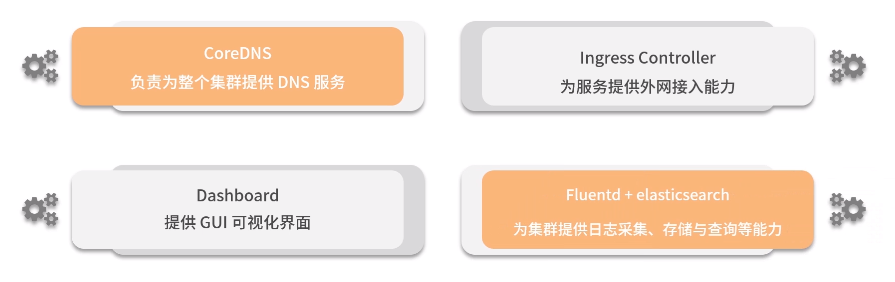 CoreDNS
负责为整个集群提供 DNS 服务
Ingress Controller
为服务提供外网接入能力
Dashboard
提供 GUI 可视化界面
Fluentd + elasticsearch
为集群提供日志采集、存储与查询等能力